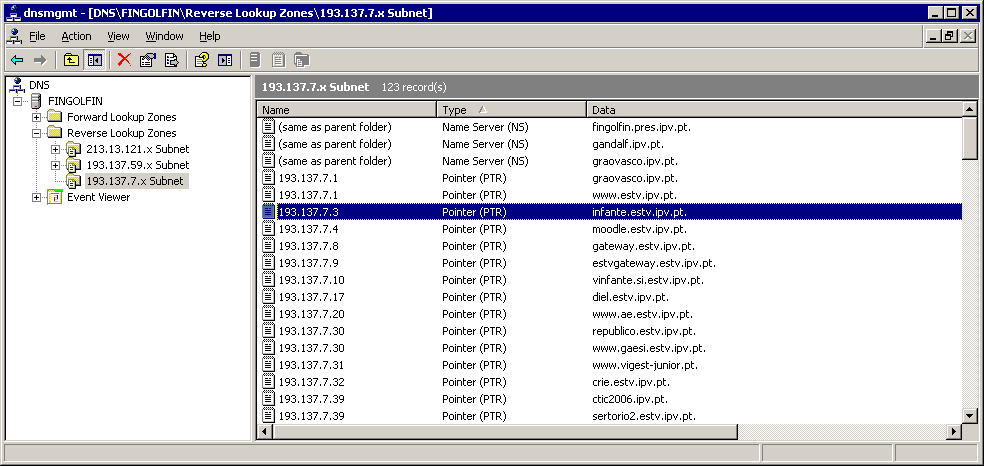 dnsmgmt - [DNS\FINGOLFIN\Reverse Lookup Zones\193.137.7.x Subnet]
File Action View Window Help
DNS
FINGOLFIN
Forward Lookup Zones
Reverse Lookup Zones
213.13.121.x Subnet
193.137.59.x Subnet
193.137.7.x Subnet
Event Viewer
193.137.7.x Subnet 123 record(s)
Name Type Data
(same as parent folder) Name Server (NS) fingolfin.pres.ipv.pt.
(same as parent folder) Name Server (NS) gandalf.ipv.pt.
(same as parent folder) Name Server (NS) graovasco.ipv.pt.
193.137.7.1 Pointer (PTR) graovasco.ipv.pt.
193.137.7.1 Pointer (PTR) www.estv.ipv.pt.
193.137.7.3 Pointer (PTR) infante.estv.ipv.pt.
193.137.7.4 Pointer (PTR) moodle.estv.ipv.pt.
193.137.7.8 Pointer (PTR) gateway.estv.ipv.pt.
193.137.7.9 Pointer (PTR) estvgateway.estv.ipv.pt.
193.137.7.10 Pointer (PTR) vinfante.si.estv.ipv.pt.
193.137.7.17 Pointer (PTR) diel.estv.ipv.pt.
193.137.7.20 Pointer (PTR) www.ae.estv.ipv.pt.
193.137.7.30 Pointer (PTR) republico.estv.ipv.pt.
193.137.7.30 Pointer (PTR) www.gaesi.estv.ipv.pt.
193.137.7.31 Pointer (PTR) www.vigest-junior.pt.
193.137.7.32 Pointer (PTR) crie.estv.ipv.pt.
193.137.7.39 Pointer (PTR) ctic2006.ipv.pt.
193.137.7.39 Pointer (PTR) sertorio2.estv.ipv.pt.